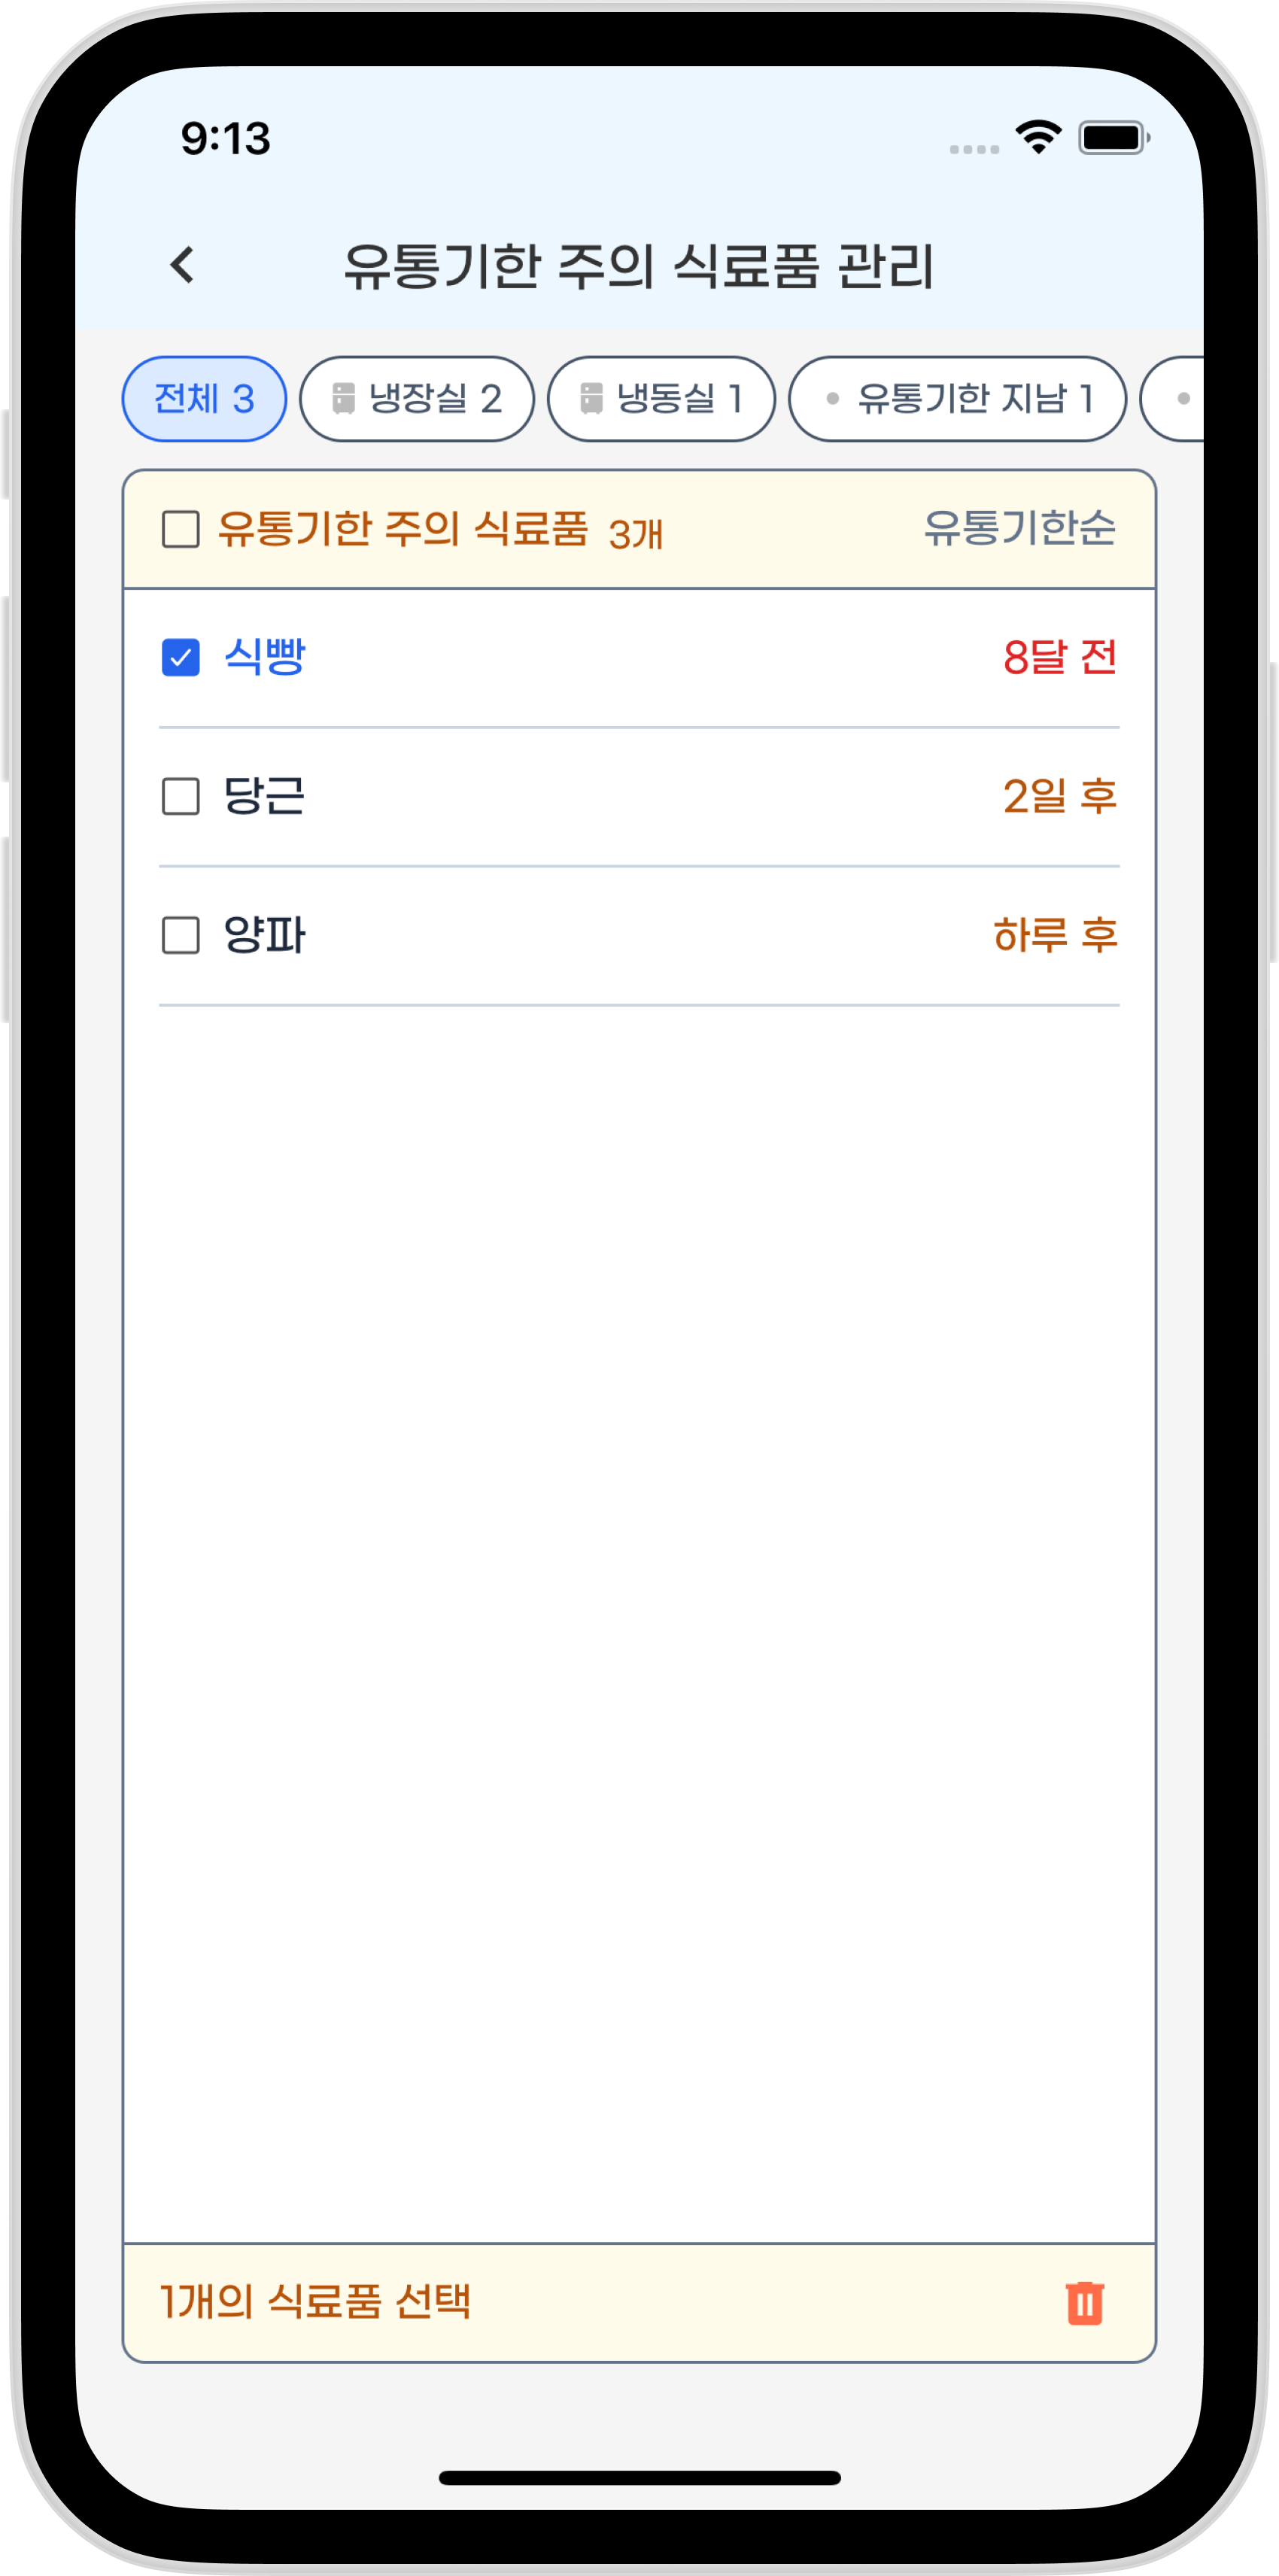 9:13
유통기한 주의 식료품 관리
전체 3 냉장실 2 냉동실 1 유통기한 지남 1
유통기한 주의 식료품 3개 유통기한순
식빵 8달 전
당근 2일 후
양파 하루 후
1개의 식료품 선택